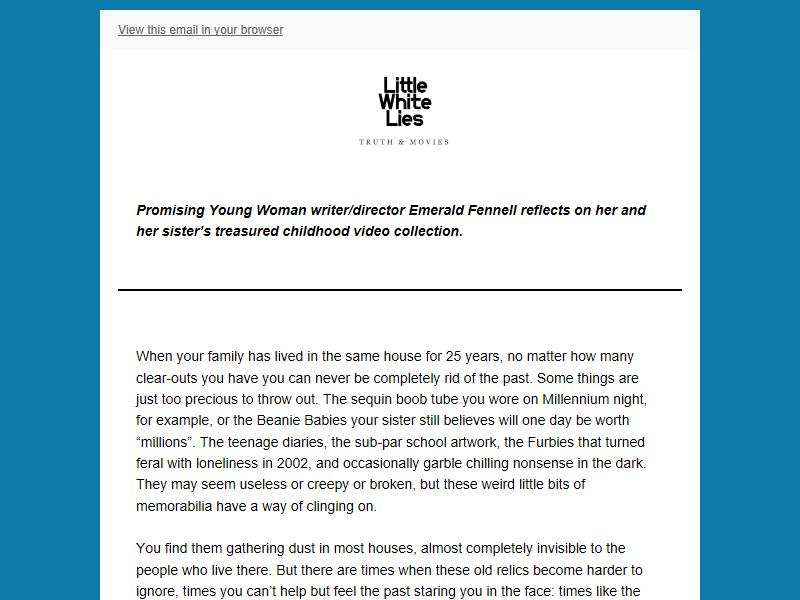 View this email in your browser
Little
White
Lies
TRUTH & MOVIES
Promising Young Woman writer/director Emerald Fennell reflects on her and
her sister’s treasured childhood video collection.
When your family has lived in the same house for 25 years, no matter how many
clear-outs you have you can never be completely rid of the past. Some things are
just too precious to throw out. The sequin boob tube you wore on Millennium night,
for example, or the Beanie Babies your sister still believes will one day be worth
“millions”. The teenage diaries, the sub-par school artwork, the Furbies that turned
feral with loneliness in 2002, and occasionally garble chilling nonsense in the dark.
They may seem useless or creepy or broken, but these weird little bits of
memorabilia have a way of clinging on.
You find them gathering dust in most houses, almost completely invisible to the
people who live there. But there are times when these old relics become harder to
ignore, times you can’t help but feel the past staring you in the face: times like the